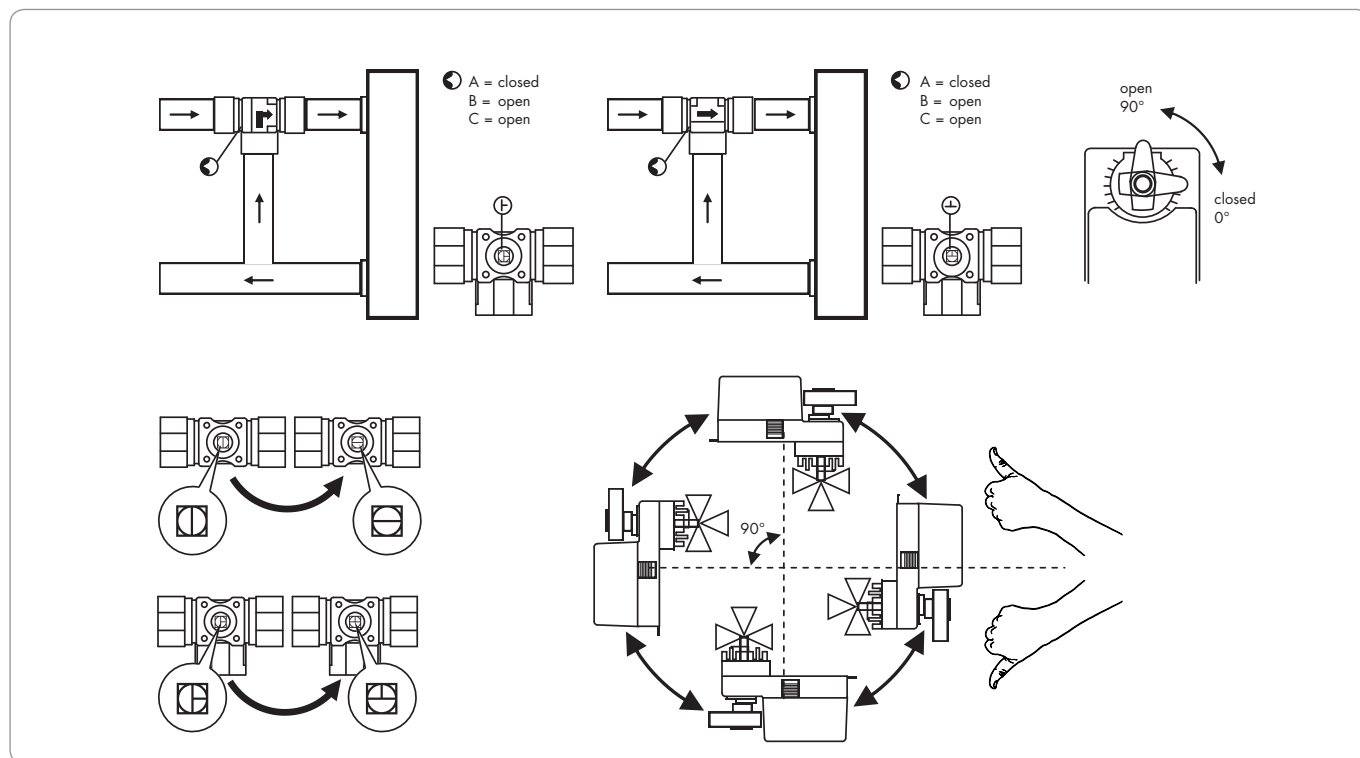 A = closed
B = open
C = open
A = closed
B = open
C = open
open
90°
closed
0°
90°